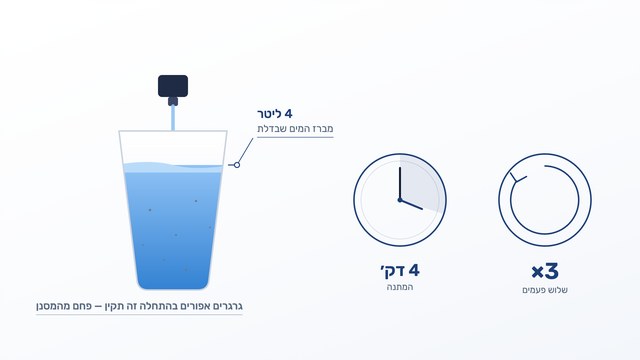 4 ליטר
מברז המים שבדלת
גרגרים אפורים בהתחלה זה תקין — פחם מהמסנן
4 דק׳
המתנה
×3
שלוש פעמים